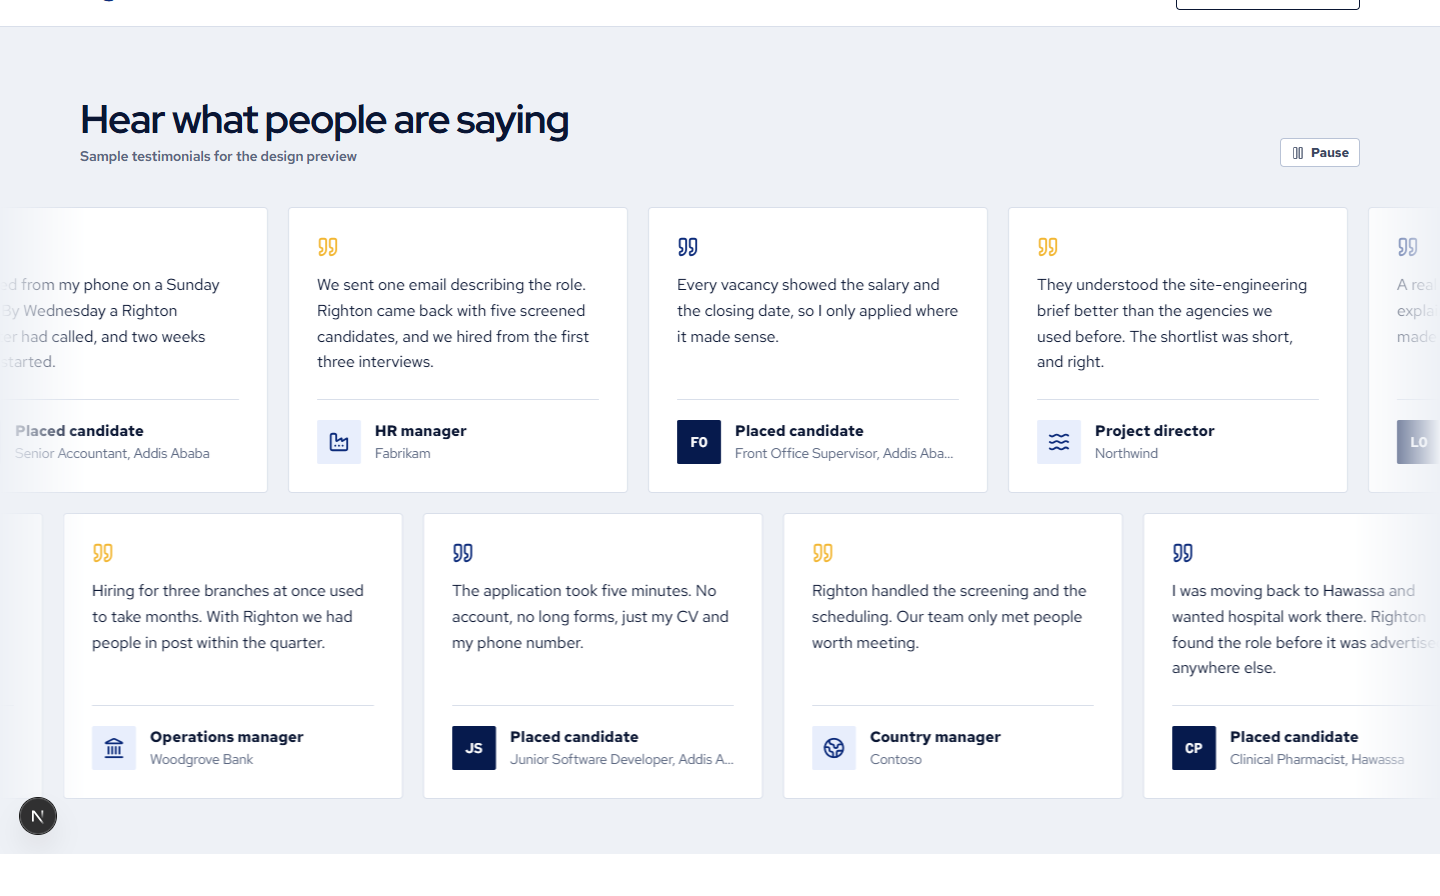 Hear what people are saying
Sample testimonials for the design preview
Pause
ed from my phone on a Sunday
By Wednesday a Righton
er had called, and two weeks
started.
Placed candidate
Senior Accountant, Addis Ababa
We sent one email describing the role.
Righton came back with five screened
candidates, and we hired from the first
three interviews.
HR manager
Fabrikam
Every vacancy showed the salary and
the closing date, so I only applied where
it made sense.
FO
Placed candidate
Front Office Supervisor, Addis Aba...
They understood the site-engineering
brief better than the agencies we
used before. The shortlist was short,
and right.
Project director
Northwind
A real
expla
made
LO
Hiring for three branches at once used
to take months. With Righton we had
people in post within the quarter.
Operations manager
Woodgrove Bank
The application took five minutes. No
account, no long forms, just my CV and
my phone number.
JS
Placed candidate
Junior Software Developer, Addis A...
Righton handled the screening and the
scheduling. Our team only met people
worth meeting.
Country manager
Contoso
I was moving back to Hawassa and
wanted hospital work there. Righton
found the role before it was advertise
anywhere else.
CP
Placed candidate
Clinical Pharmacist, Hawassa
N